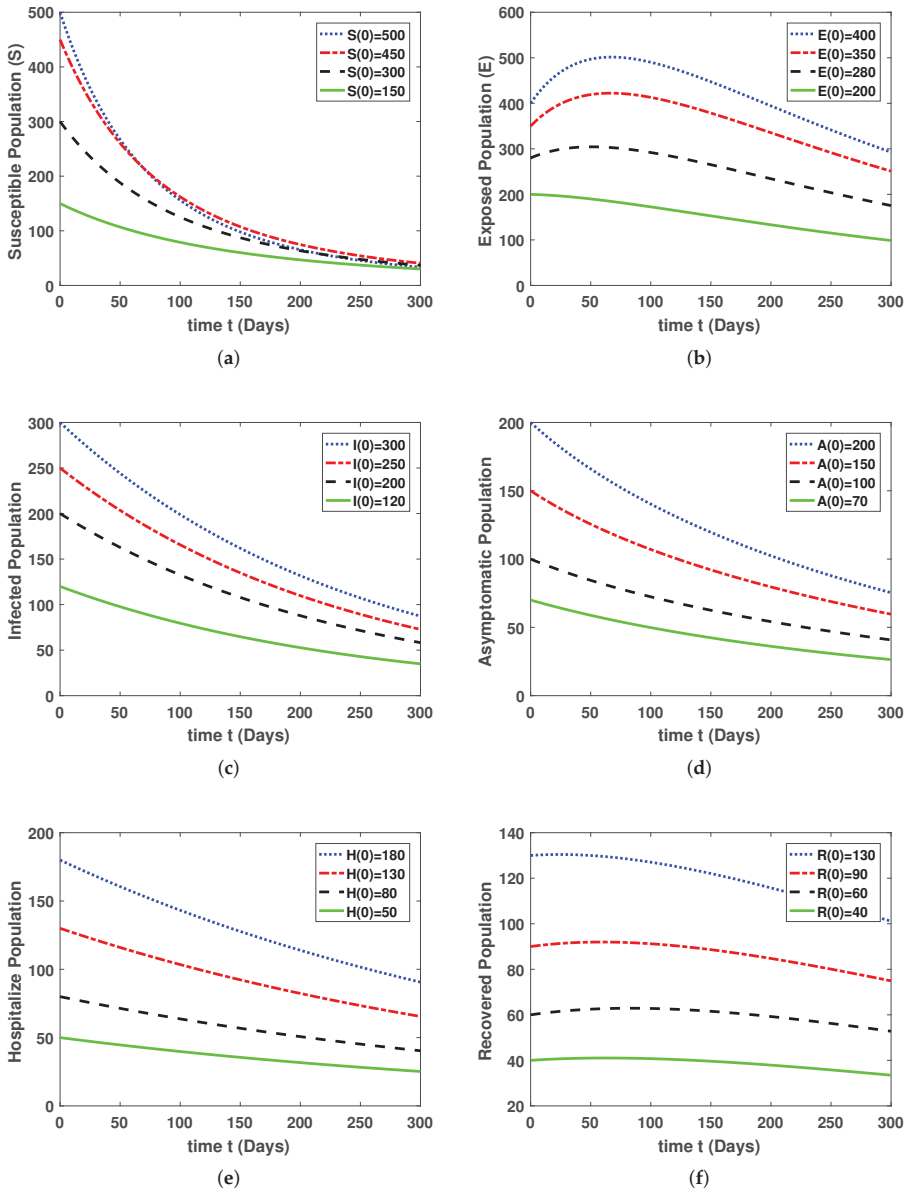 500
400
300
200
100
0
Susceptible Population (S)
S(0)=500
S(0)=450
S(0)=300
S(0)=150
0 50 100 150 200 250 300
time t (Days)
(a)
600
500
400
300
200
100
0
Exposed Population (E)
E(0)=400
E(0)=350
E(0)=280
E(0)=200
0 50 100 150 200 250 300
time t (Days)
(b)
300
250
200
150
100
50
0
Infected Population
I(0)=300
I(0)=250
I(0)=200
I(0)=120
0 50 100 150 200 250 300
time t (Days)
(c)
200
150
100
50
0
Asymptomatic Population
A(0)=200
A(0)=150
A(0)=100
A(0)=70
0 50 100 150 200 250 300
time t (Days)
(d)
200
150
100
50
0
Hospitalize Population
H(0)=180
H(0)=130
H(0)=80
H(0)=50
0 50 100 150 200 250 300
time t (Days)
(e)
140
120
100
80
60
40
20
Recovered Population
R(0)=130
R(0)=90
R(0)=60
R(0)=40
0 50 100 150 200 250 300
time t (Days)
(f)